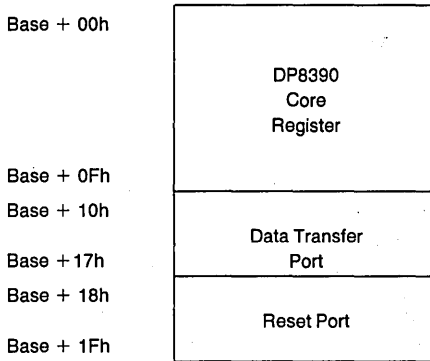 Base + 00h
DP8390
Core
Register
Base + 0Fh
Base + 10h
Data Transfer
Port
Base +17h
Base + 18h
Reset Port
Base + 1Fh